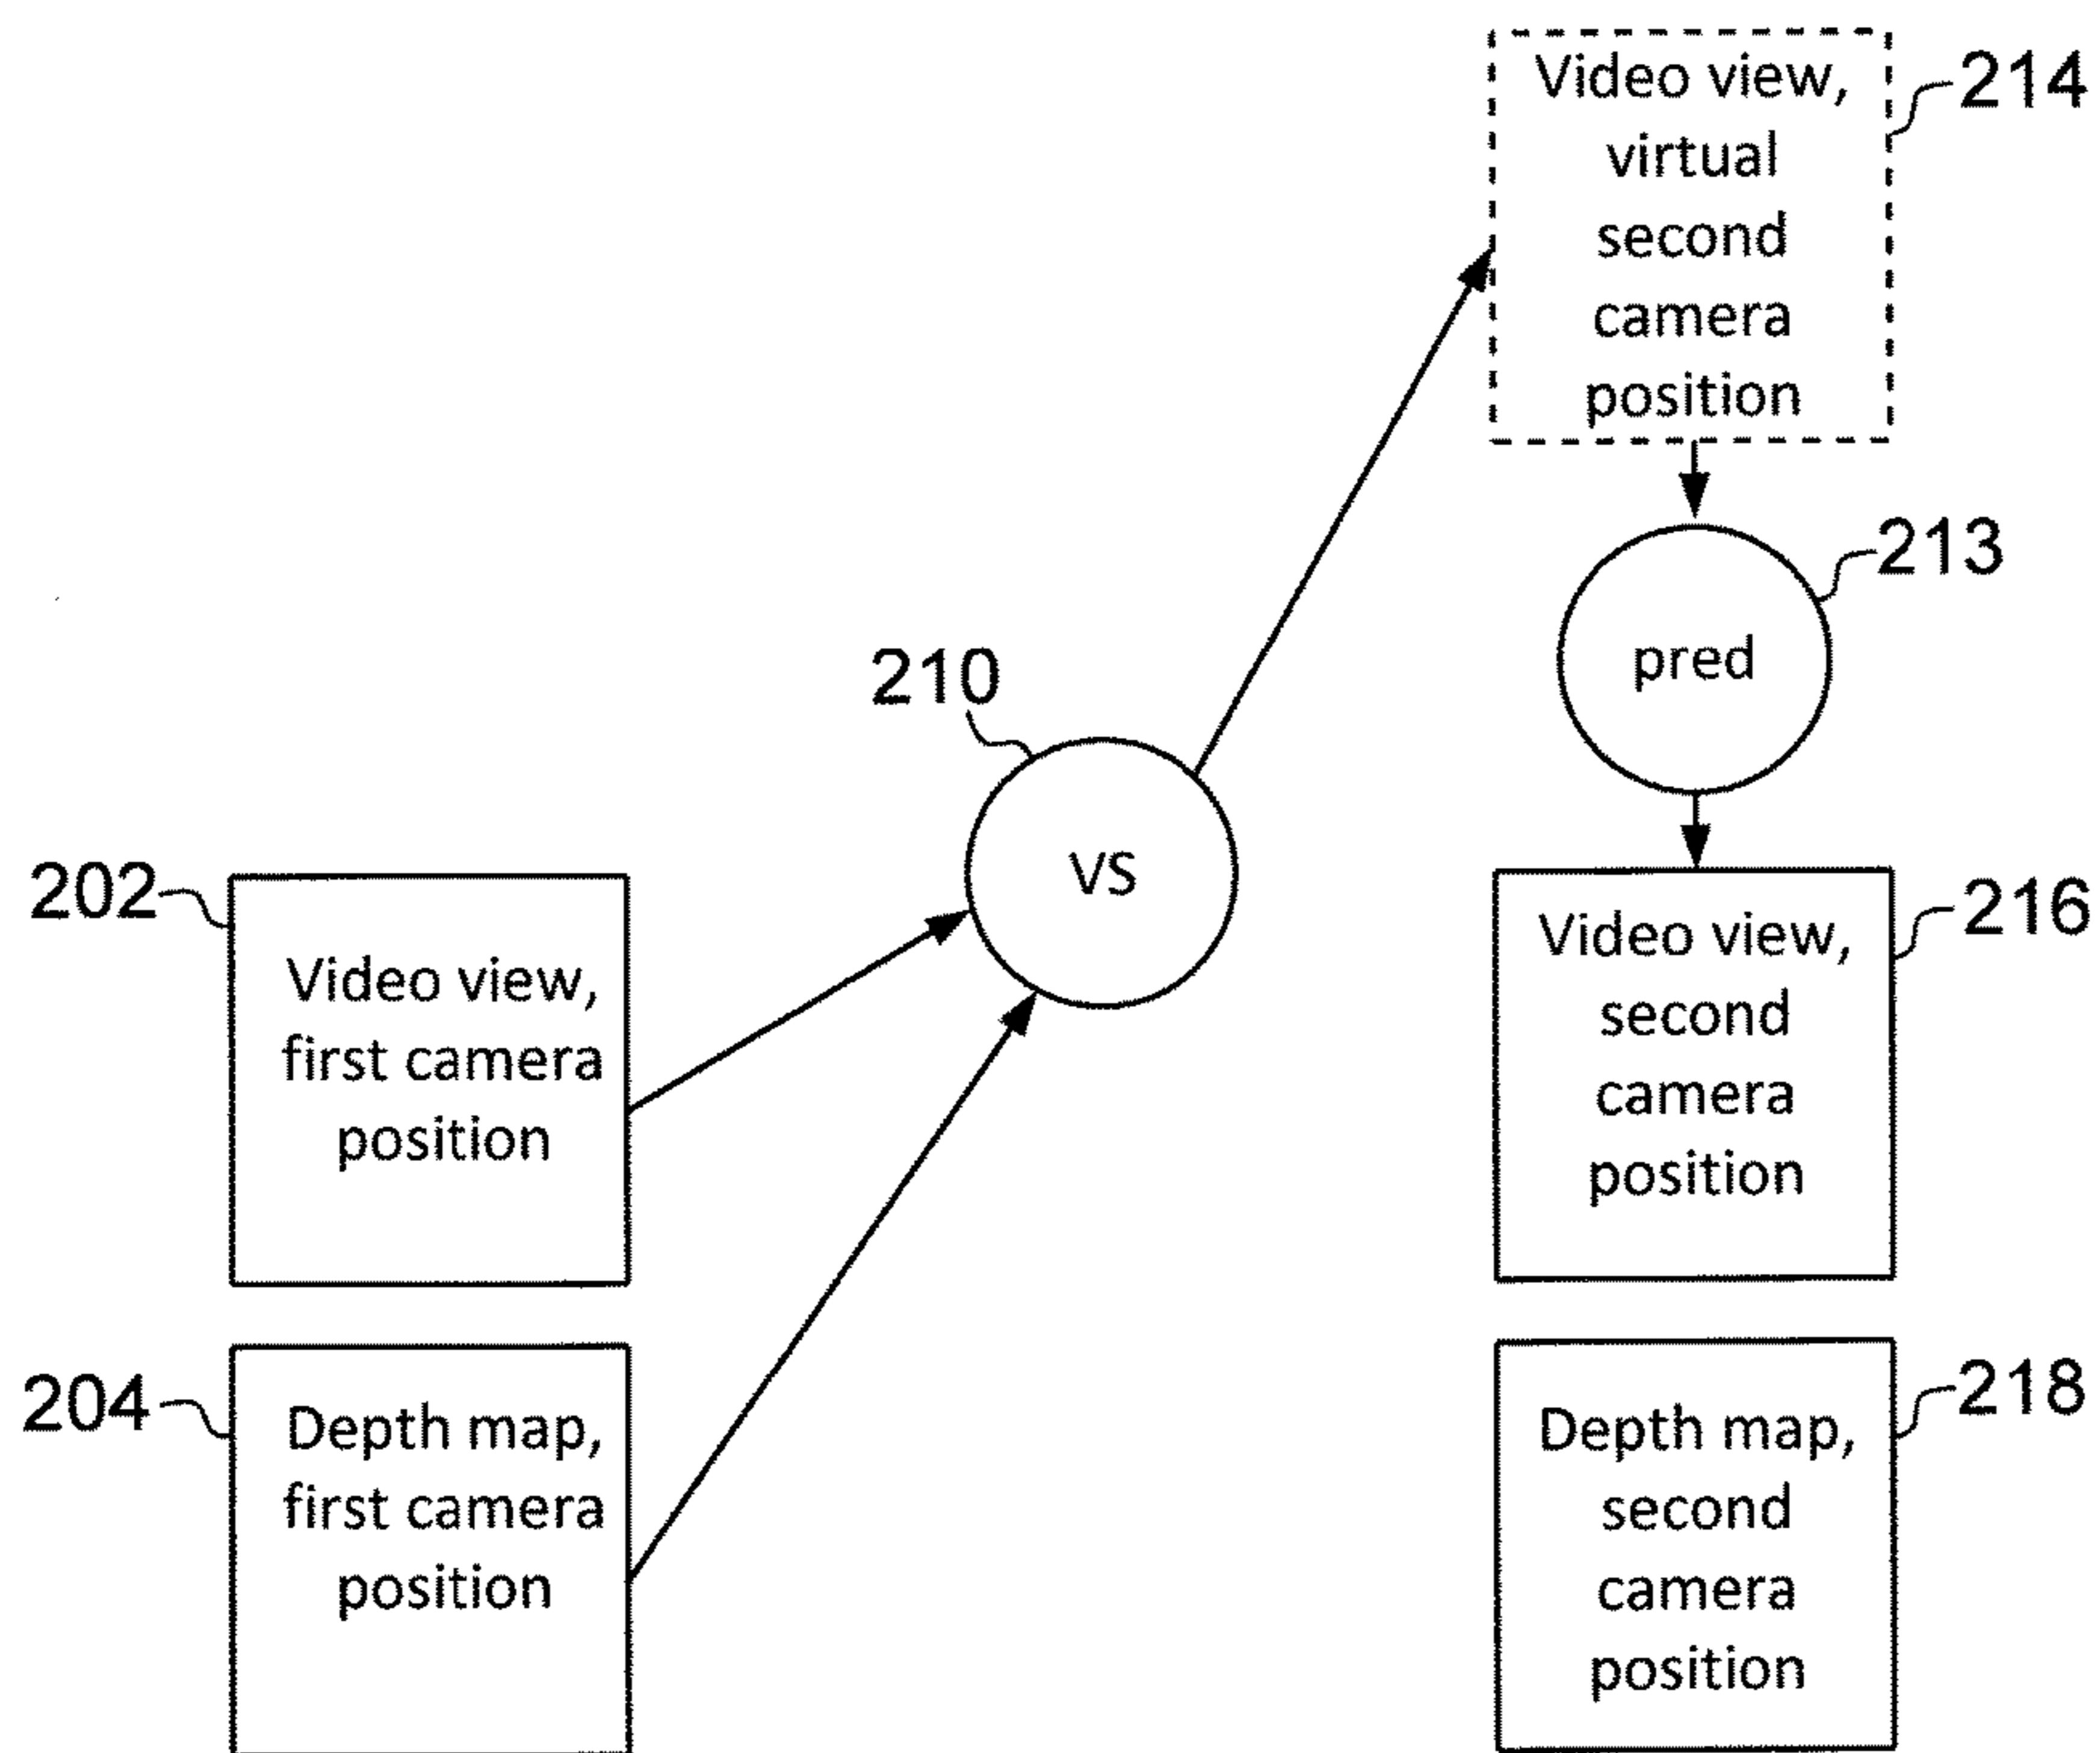 Video view,
virtual
second
camera
position
214
213
pred
210
VS
202
Video view,
first camera
position
216
Video view,
second
camera
position
204
Depth map,
first camera
position
218
Depth map,
second
camera
position